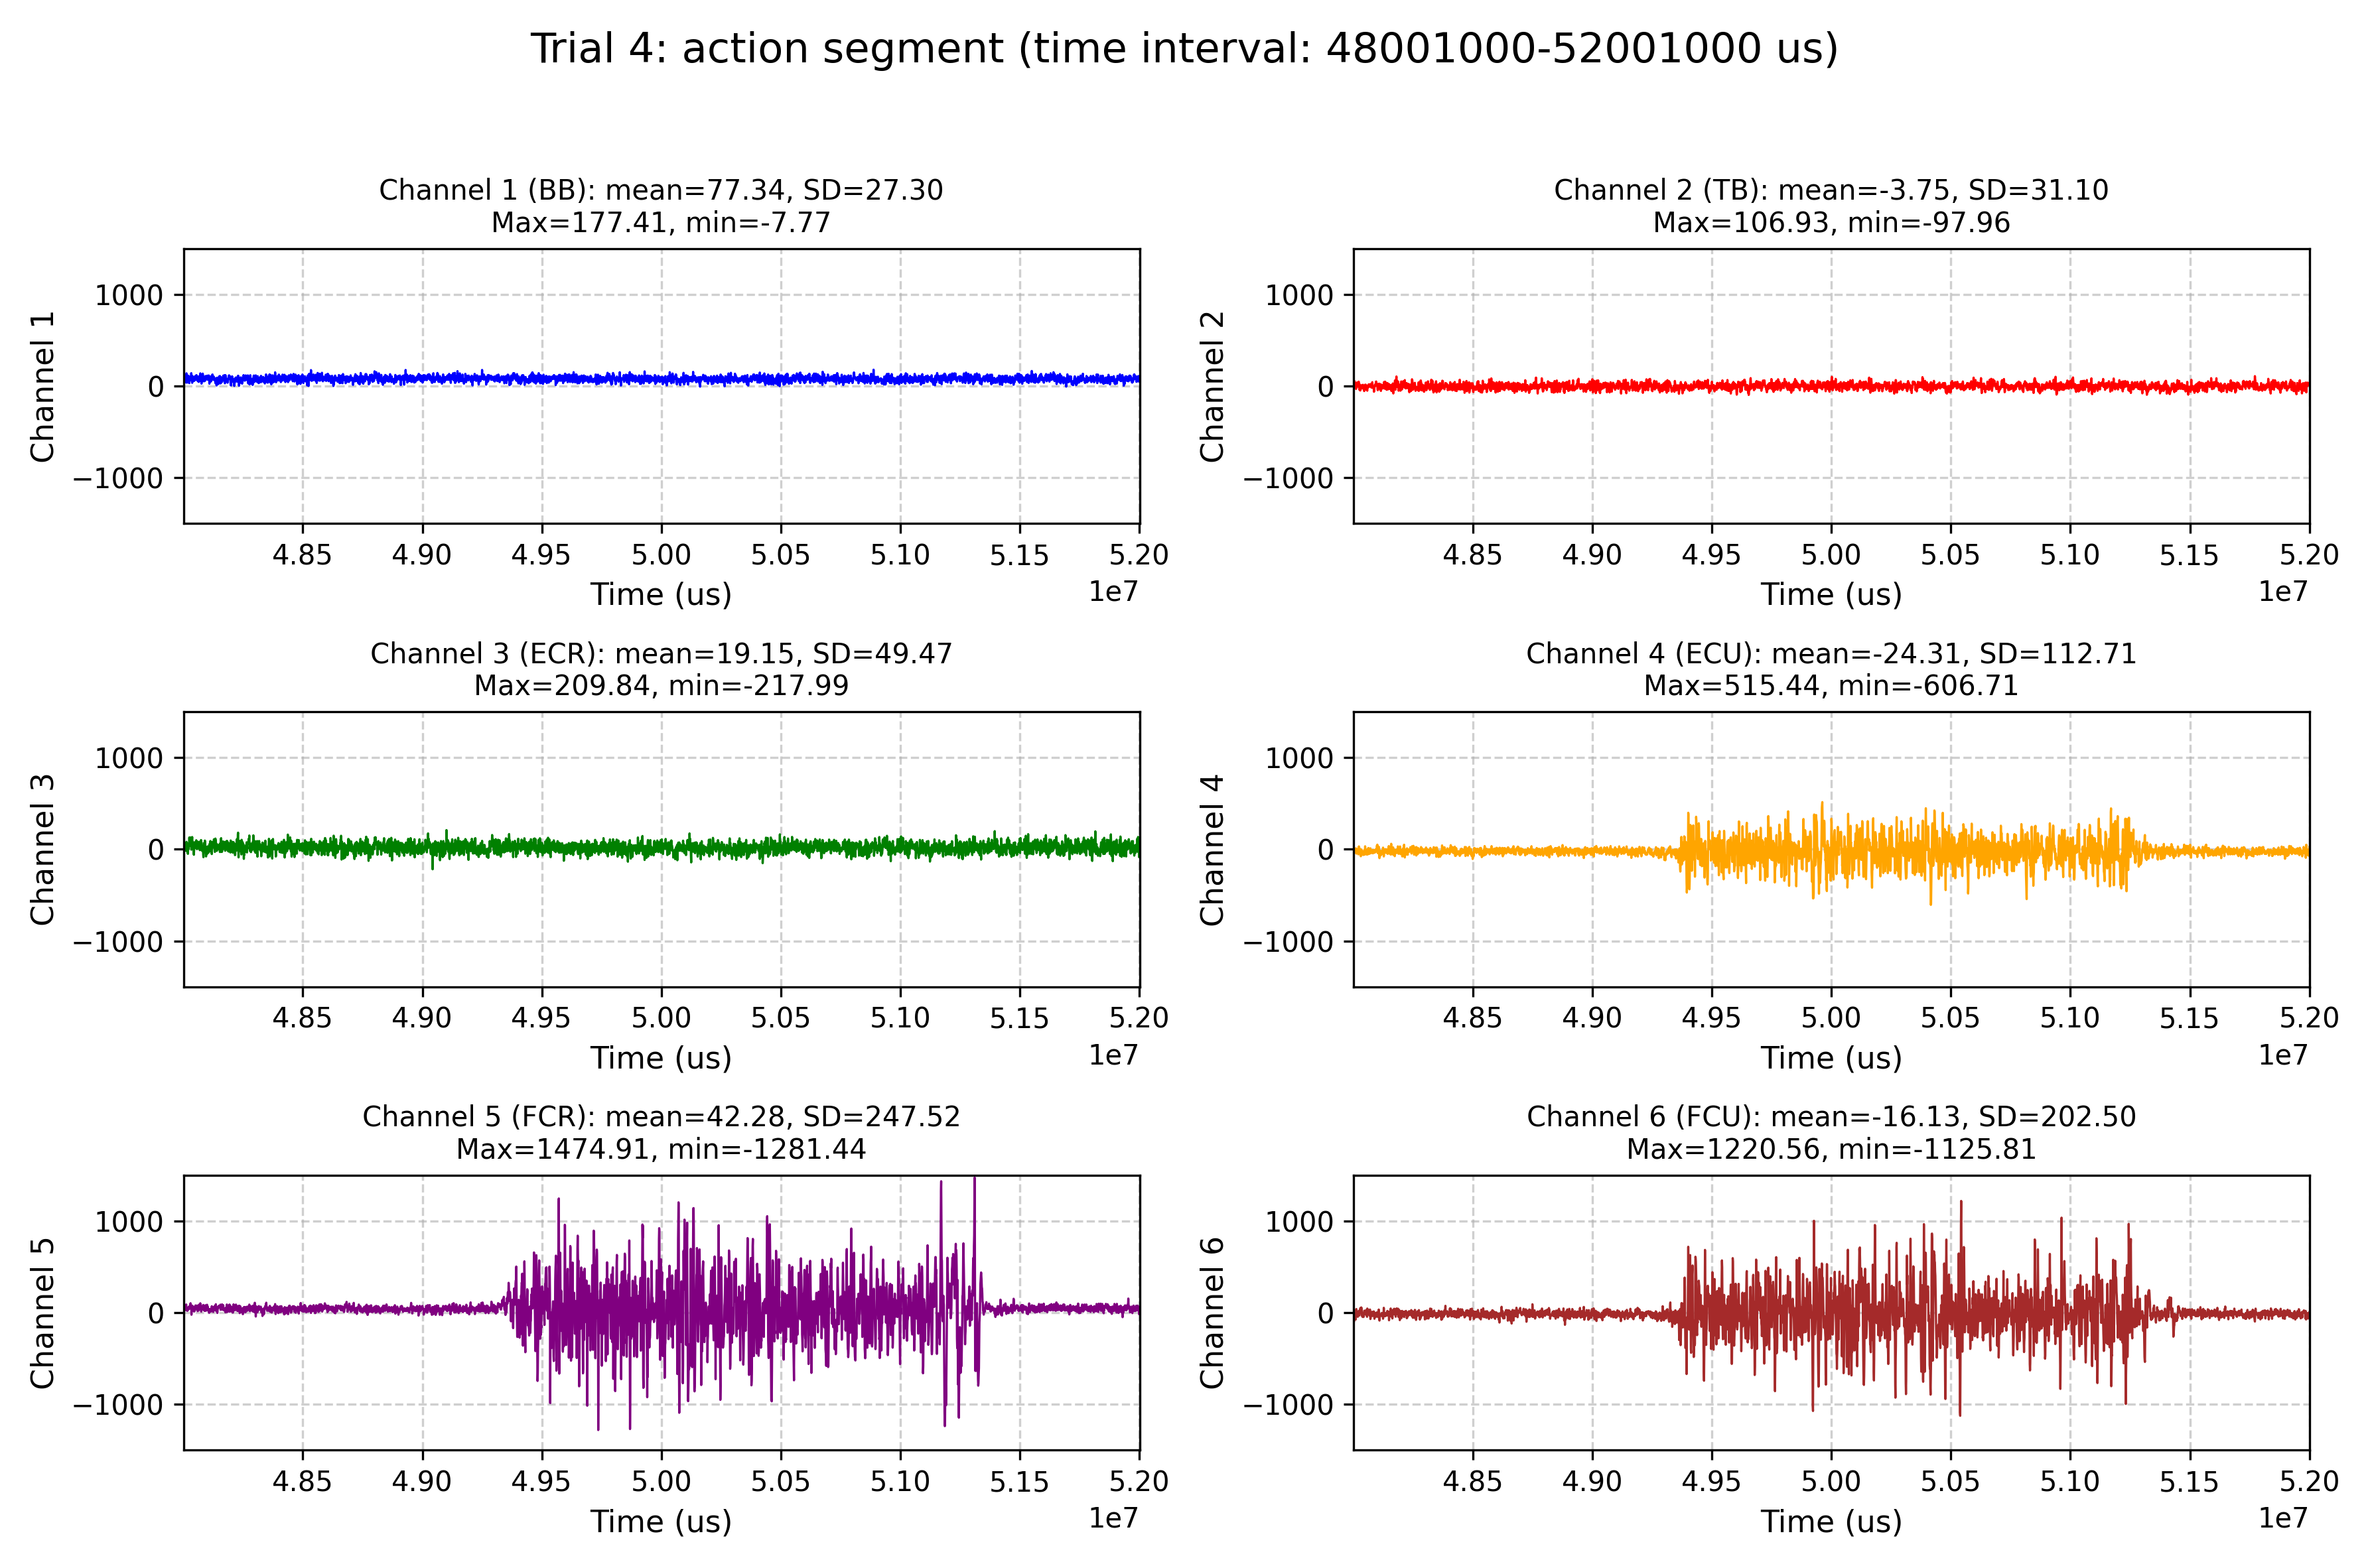 Trial 4: action segment (time interval: 48001000-52001000 us)
Channel 1 (BB): mean=77.34, SD=27.30
Max=177.41, min=-7.77
Channel 1
1000
0
−1000
4.85 4.90 4.95 5.00 5.05 5.10 5.15 5.20
1e7
Time (us)
Channel 2 (TB): mean=-3.75, SD=31.10
Max=106.93, min=-97.96
Channel 2
1000
0
−1000
4.85 4.90 4.95 5.00 5.05 5.10 5.15 5.20
1e7
Time (us)
Channel 3 (ECR): mean=19.15, SD=49.47
Max=209.84, min=-217.99
Channel 3
1000
0
−1000
4.85 4.90 4.95 5.00 5.05 5.10 5.15 5.20
1e7
Time (us)
Channel 4 (ECU): mean=-24.31, SD=112.71
Max=515.44, min=-606.71
Channel 4
1000
0
−1000
4.85 4.90 4.95 5.00 5.05 5.10 5.15 5.20
1e7
Time (us)
Channel 5 (FCR): mean=42.28, SD=247.52
Max=1474.91, min=-1281.44
Channel 5
1000
0
−1000
4.85 4.90 4.95 5.00 5.05 5.10 5.15 5.20
1e7
Time (us)
Channel 6 (FCU): mean=-16.13, SD=202.50
Max=1220.56, min=-1125.81
Channel 6
1000
0
−1000
4.85 4.90 4.95 5.00 5.05 5.10 5.15 5.20
1e7
Time (us)